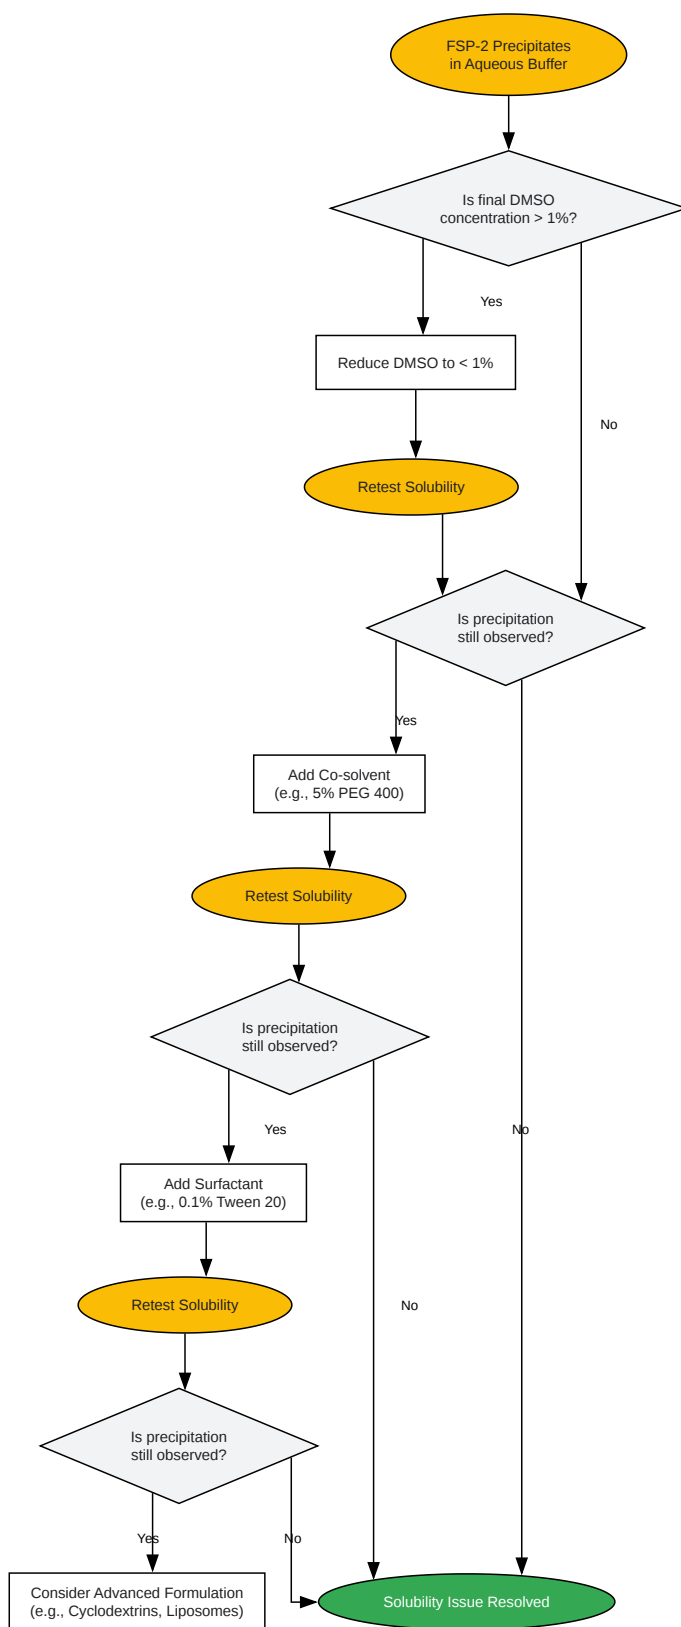 FSP-2 Precipitates
in Aqueous Buffer
Is final DMSO
concentration > 1%?
Yes
Reduce DMSO to < 1%
No
Retest Solubility
Is precipitation
still observed?
Yes
Add Co-solvent
(e.g., 5% PEG 400)
Retest Solubility
Is precipitation
still observed?
Yes
No
Add Surfactant
(e.g., 0.1% Tween 20)
Retest Solubility
No
Is precipitation
still observed?
Yes
No
Consider Advanced Formulation
(e.g., Cyclodextrins, Liposomes)
Solubility Issue Resolved